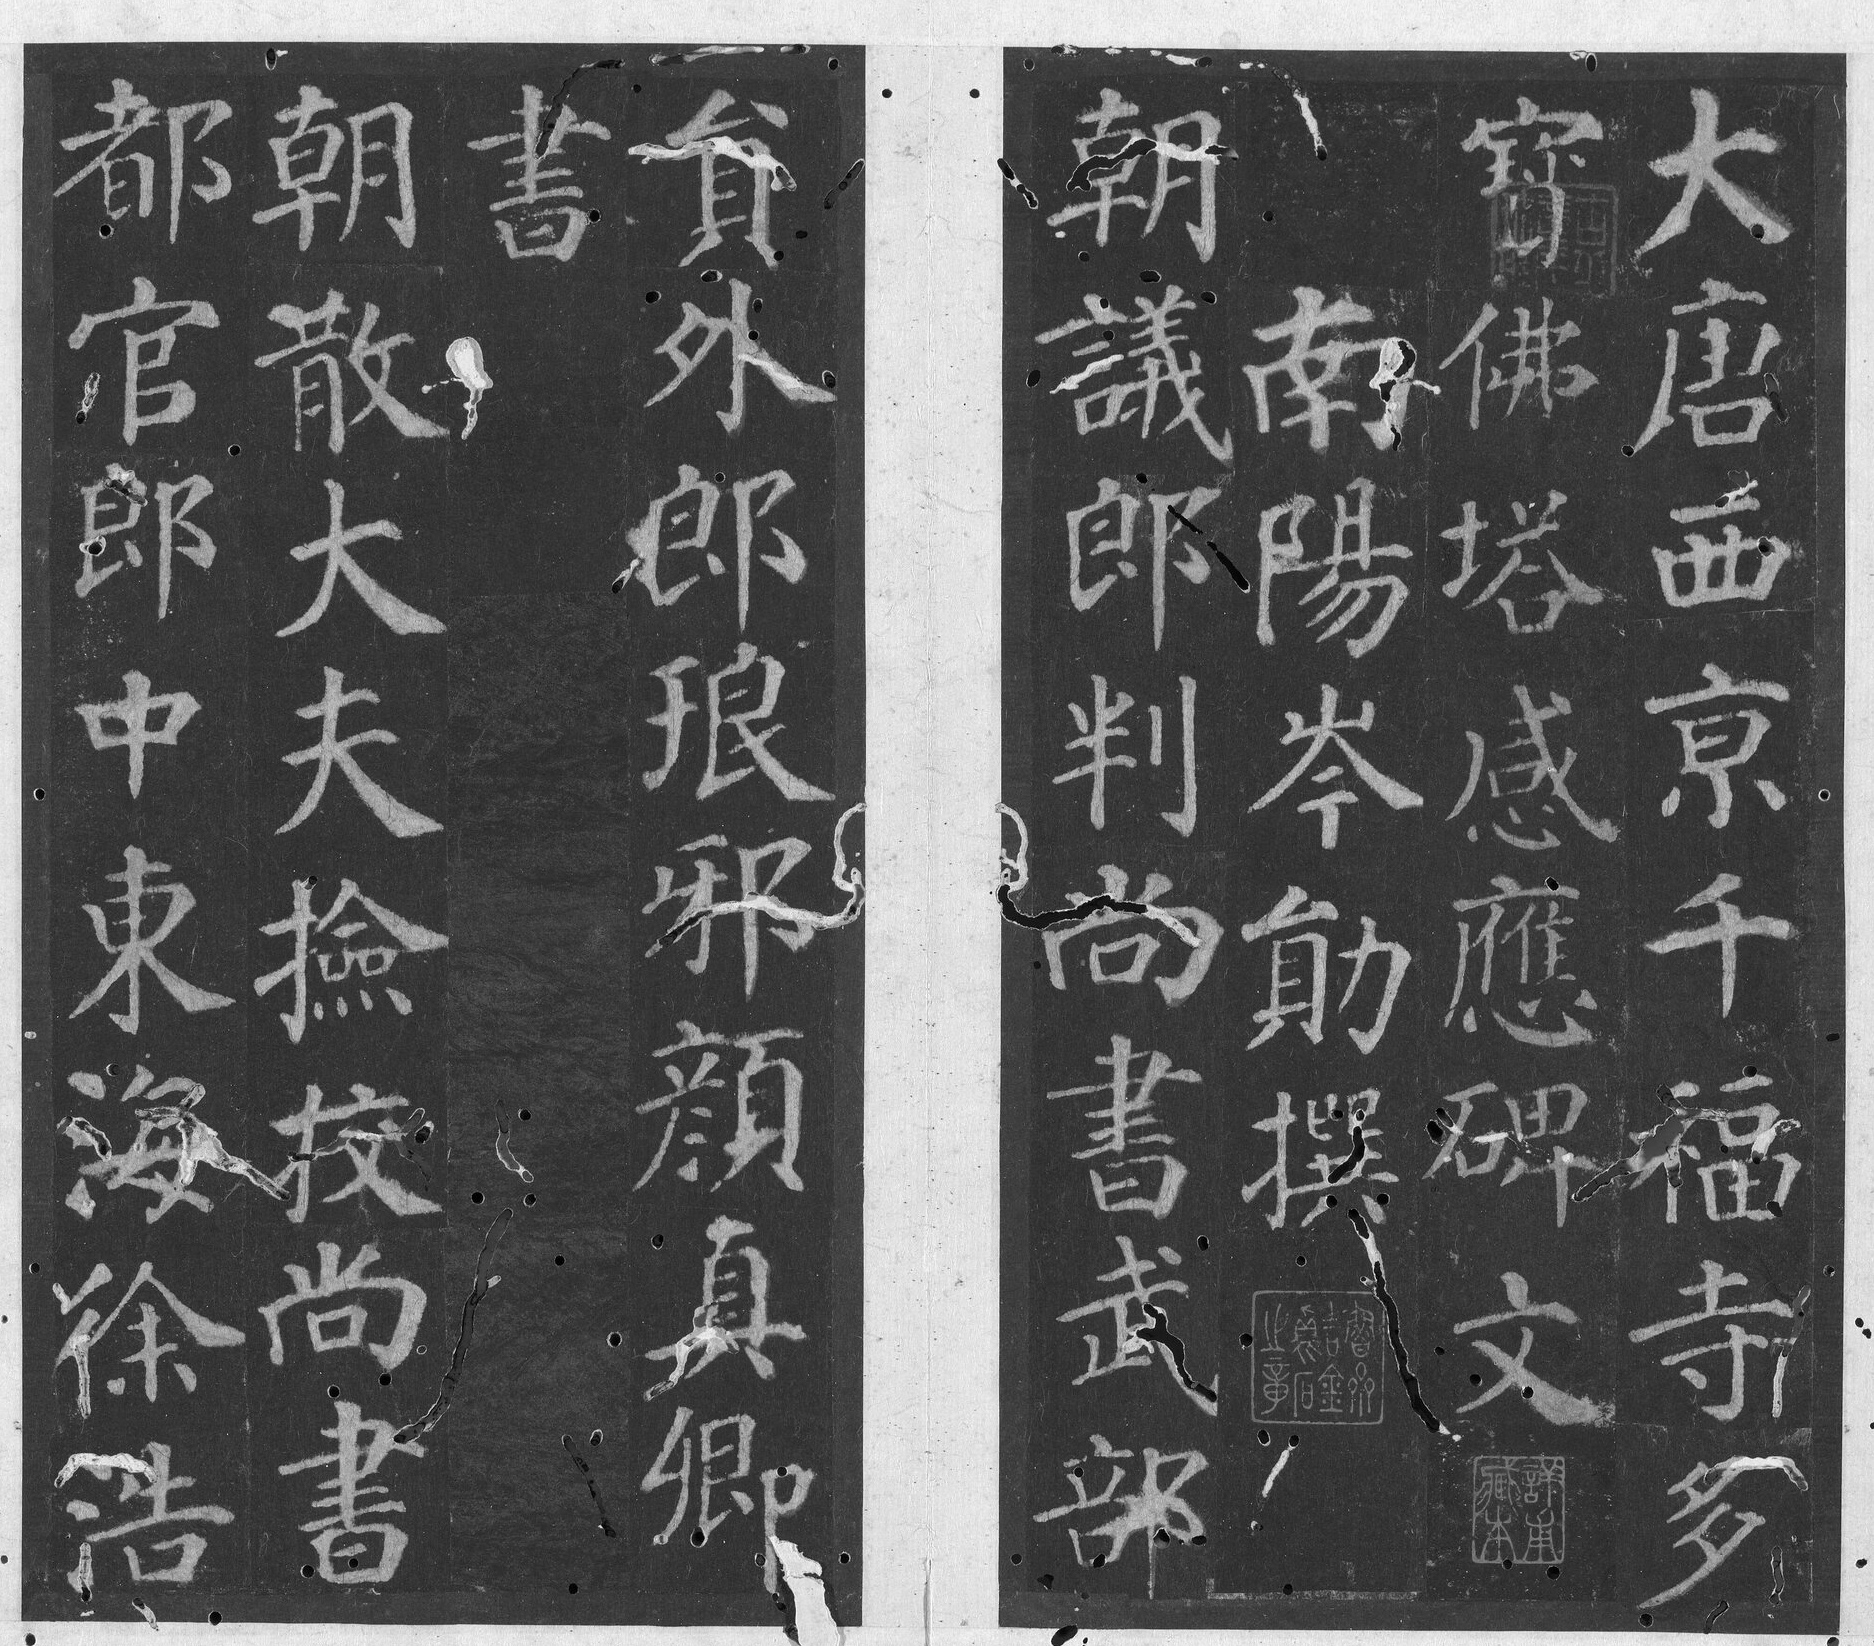 大唐西京千福寺多
寶佛塔感應碑文
南陽岑勛撰
朝議郎判尚書武部
員外郎琅邪顏真卿
書
朝散大夫撿挍尚書
都官郎中東海徐浩